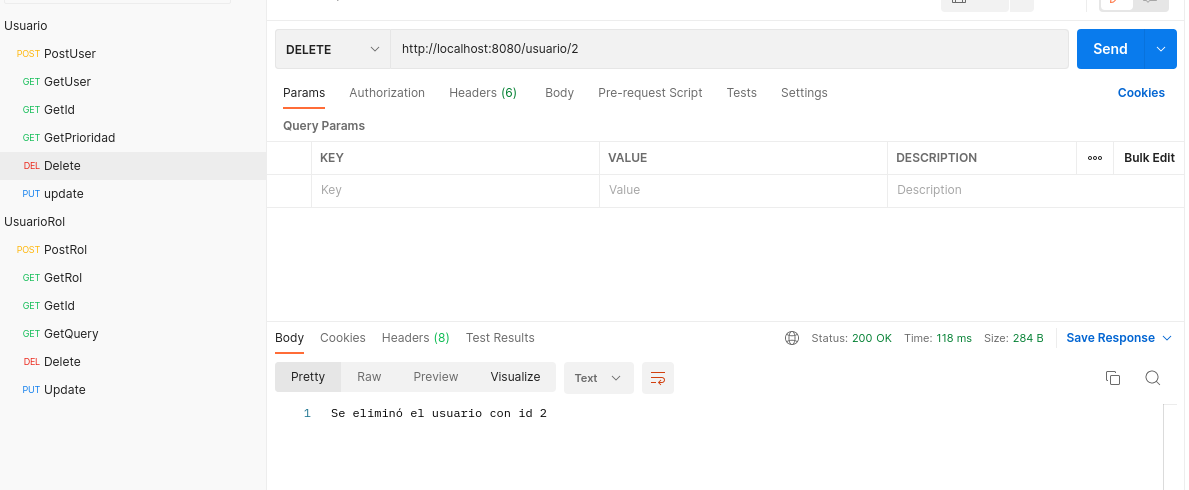 Usuario
POST PostUser
GET GetUser
GET GetId
GET GetPrioridad
DEL Delete
PUT update
UsuarioRol
POST PostRol
GET GetRol
GET GetId
GET GetQuery
DEL Delete
PUT Update
DELETE http://localhost:8080/usuario/2 Send
Params Authorization Headers (6) Body Pre-request Script Tests Settings Cookies
Query Params
KEY VALUE DESCRIPTION Bulk Edit
Key Value Description
Body Cookies Headers (8) Test Results Status: 200 OK Time: 118 ms Size: 284 B Save Response
Pretty Raw Preview Visualize Text
1 Se eliminó el usuario con id 2